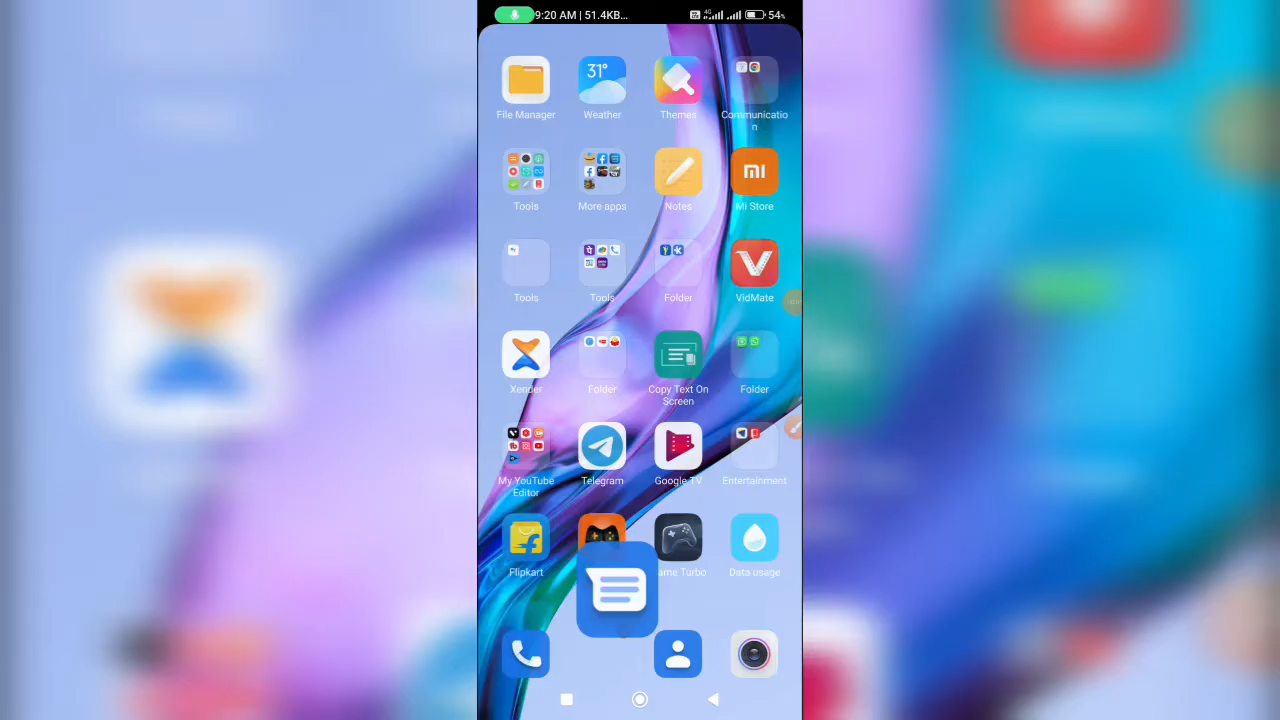 9:20 AM | 51.4KB... 4G 54%
31°
File Manager Weather Themes Communicatio
n
mi
Tools More apps Notes Mi Store
Tools Tools Folder VidMate
Xender Folder Copy Text On Folder
Screen
My YouTube Telegram Google TV Entertainment
Editor
Flipkart ame Turbo Data usage